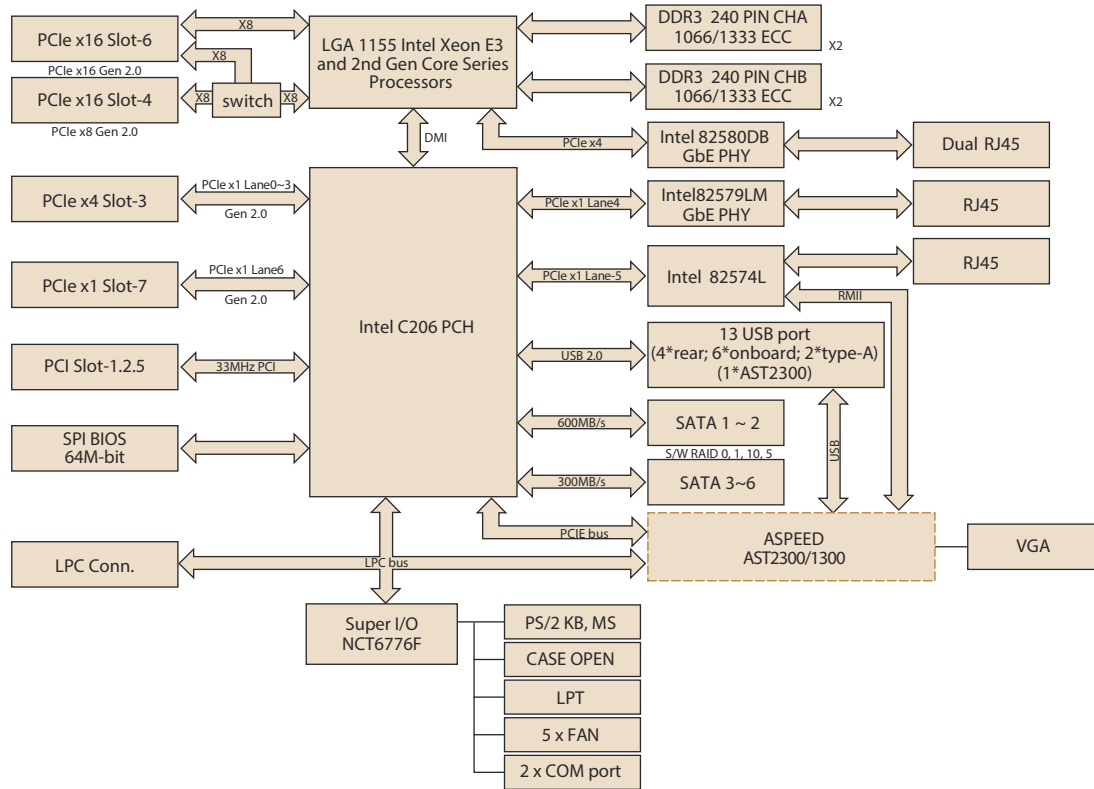 PCIe x16 Slot-6
PCIe x16 Gen 2.0
X8
X8
PCIe x16 Slot-4
PCIe x8 Gen 2.0
X8
switch
X8
LGA 1155 Intel Xeon E3
and 2nd Gen Core Series
Processors
DDR3 240 PIN CHA
1066/1333 ECC
X2
DDR3 240 PIN CHB
1066/1333 ECC
X2
DMI
PCIe x4
Intel 82580DB
GbE PHY
Dual RJ45
PCIe x4 Slot-3
PCIe x1 Lane0~3
Gen 2.0
Intel C206 PCH
PCIe x1 Lane4
Intel82579LM
GbE PHY
RJ45
PCIe x1 Slot-7
PCIe x1 Lane6
Gen 2.0
PCIe x1 Lane-5
Intel 82574L
RJ45
RMII
PCI Slot-1.2.5
33MHz PCI
USB 2.0
13 USB port
(4*rear; 6*onboard; 2*type-A)
(1*AST2300)
USB
SPI BIOS
64M-bit
600MB/s
SATA 1 ~ 2
S/W RAID 0, 1, 10, 5
300MB/s
SATA 3~6
PCIE bus
ASPEED
AST2300/1300
VGA
LPC Conn.
LPC bus
Super I/O
NCT6776F
PS/2 KB, MS
CASE OPEN
LPT
5 x FAN
2 x COM port